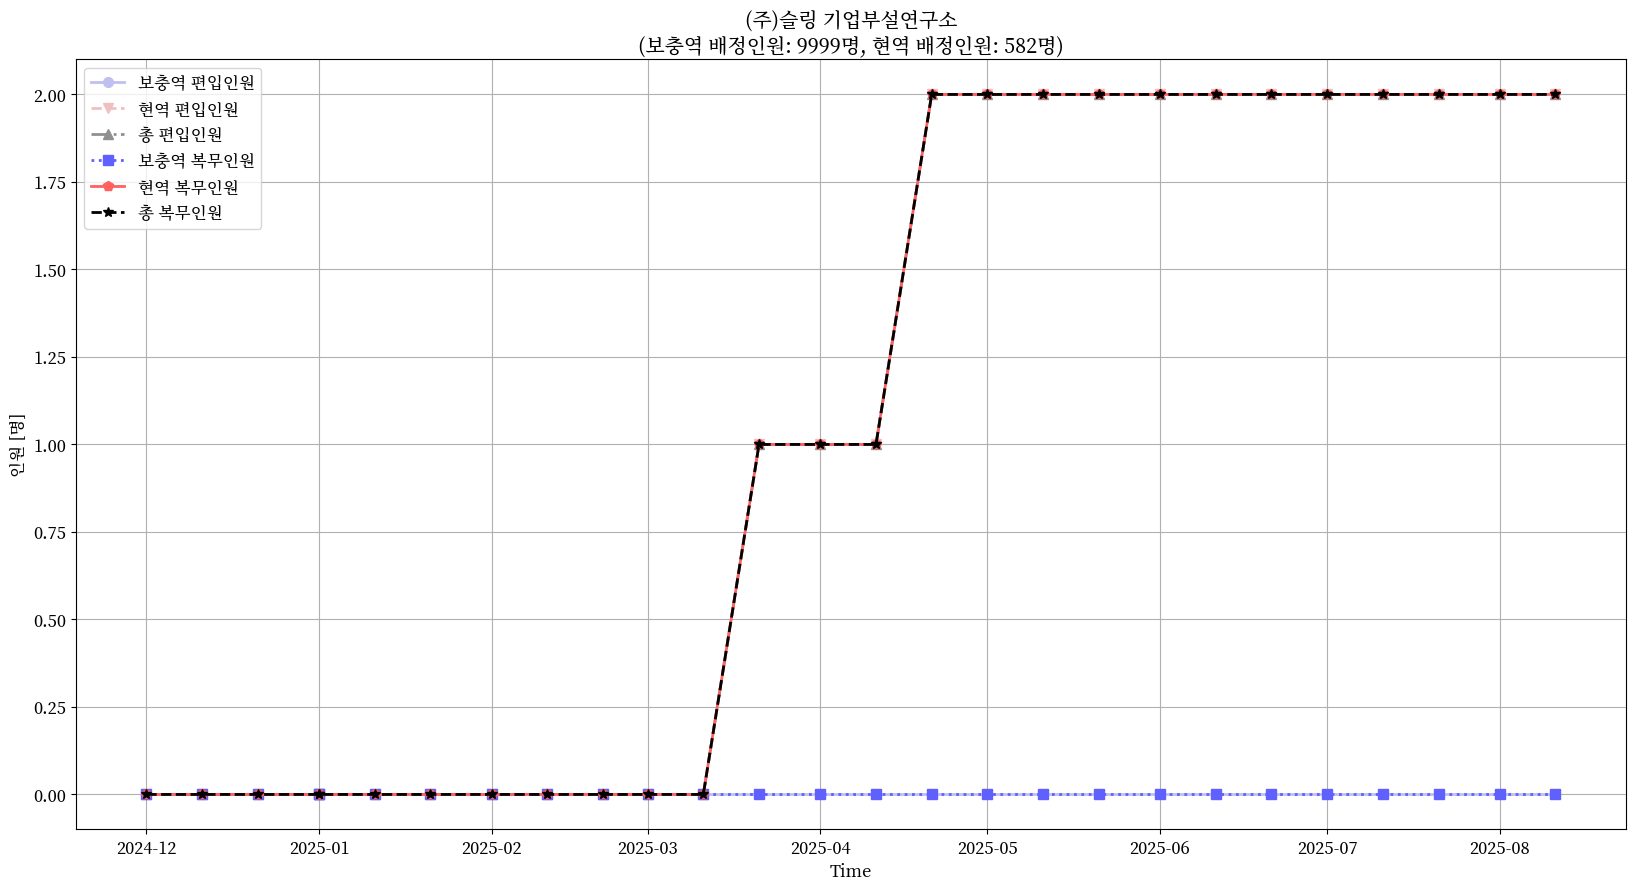 (주)슬링 기업부설연구소
(보충역 배정인원: 9999명, 현역 배정인원: 582명)
보충역 편입인원
현역 편입인원
총 편입인원
보충역 복무인원
현역 복무인원
총 복무인원
인원 [명]
2.00
1.75
1.50
1.25
1.00
0.75
0.50
0.25
0.00
2024-12 2025-01 2025-02 2025-03 2025-04 2025-05 2025-06 2025-07 2025-08
Time